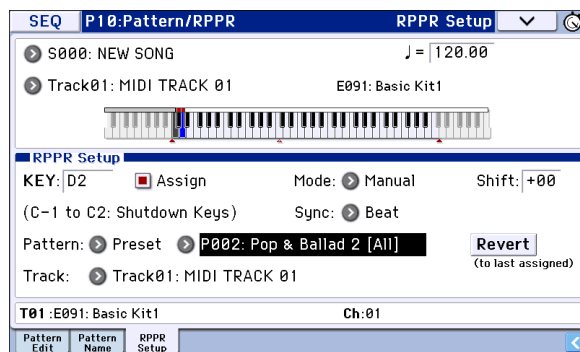 SEQ P10:Pattern/RPPR RPPR Setup
S000: NEW SONG ♩= 120.00
Track01: MIDI TRACK 01 E091: Basic Kit1
RPPR Setup
KEY: D2 Assign Mode: Manual Shift: +00
(C-1 to C2: Shutdown Keys) Sync: Beat
Pattern: Preset P002: Pop & Ballad 2 [All] Revert
(to last assigned)
Track: Track01: MIDI TRACK 01
T01 :E091: Basic Kit1 Ch:01
Pattern Edit Pattern Name RPPR Setup